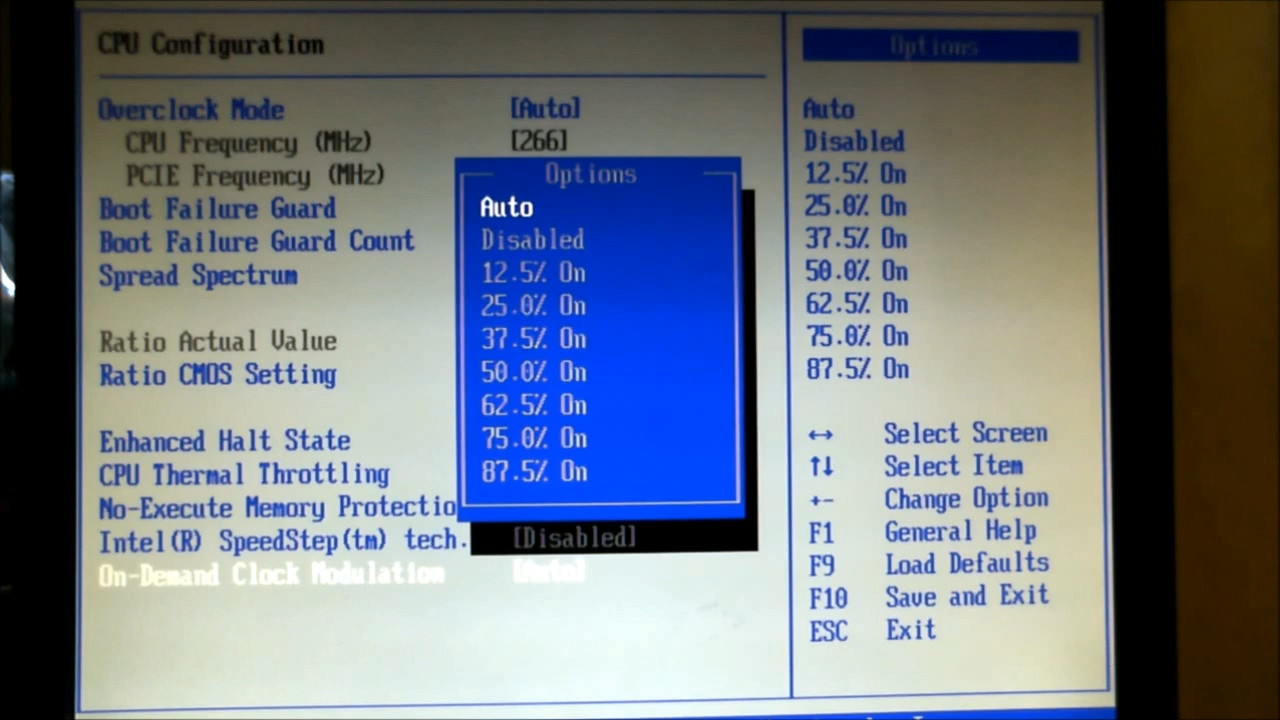 CPU Configuration
Overclock Mode [Auto]
CPU Frequency (MHz) [266]
PCIE Frequency (MHz)
Boot Failure Guard
Boot Failure Guard Count
Spread Spectrum
Ratio Actual Value
Ratio CMOS Setting
Enhanced Halt State
CPU Thermal Throttling
No-Execute Memory Protectio
Intel(R) SpeedStep(tm) tech. [Disabled]
On-Demand Clock Modulation [Auto]
Options
Auto
Disabled
12.5% On
25.0% On
37.5% On
50.0% On
62.5% On
75.0% On
87.5% On
Options
Auto
Disabled
12.5% On
25.0% On
37.5% On
50.0% On
62.5% On
75.0% On
87.5% On
↔ Select Screen
↑↓ Select Item
+- Change Option
F1 General Help
F9 Load Defaults
F10 Save and Exit
ESC Exit